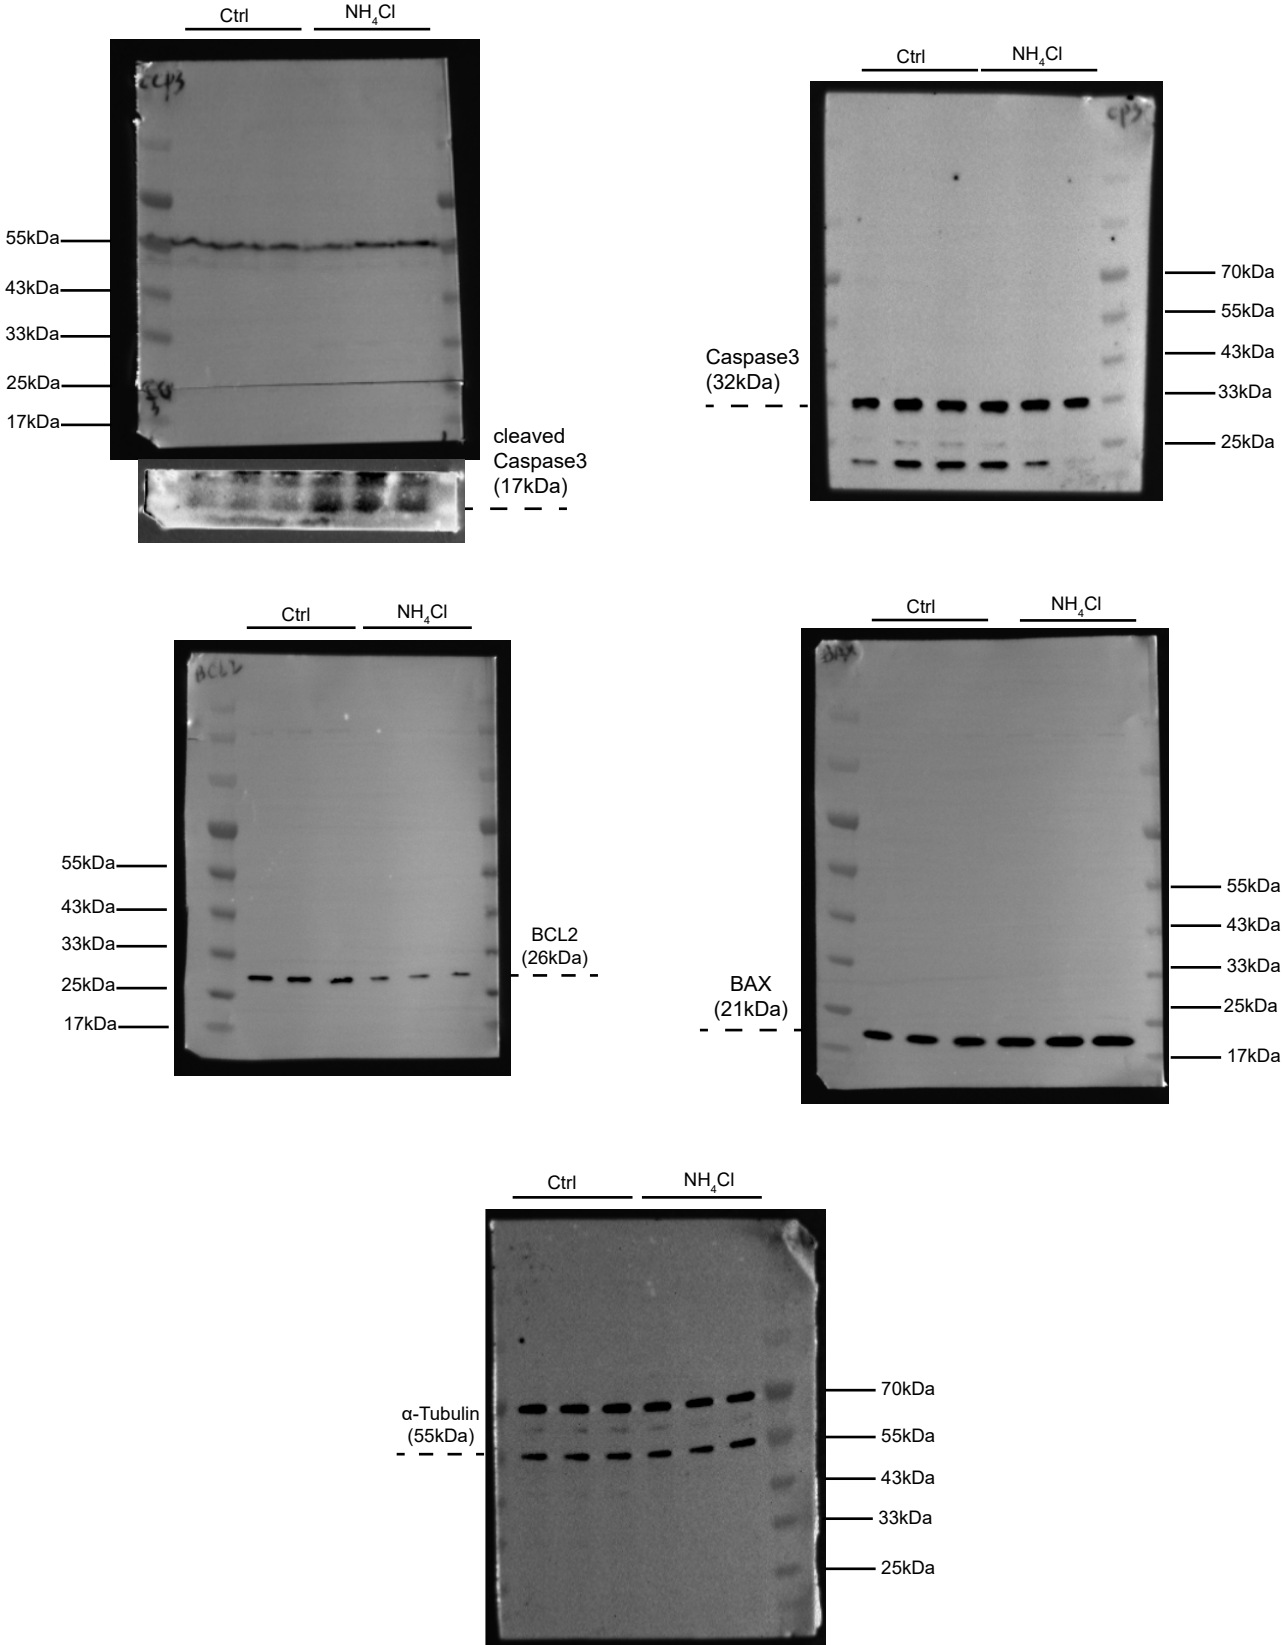 Ctrl NH4Cl
CCP3
55kDa
43kDa
33kDa
25kDa
17kDa
cleaved
Caspase3
(17kDa)
Ctrl NH4Cl
CP3
Caspase3
(32kDa)
70kDa
55kDa
43kDa
33kDa
25kDa
Ctrl NH4Cl
BCL2
55kDa
43kDa
33kDa
25kDa
17kDa
BCL2
(26kDa)
Ctrl NH4Cl
BAX
BAX
(21kDa)
55kDa
43kDa
33kDa
25kDa
17kDa
Ctrl NH4Cl
α-Tubulin
(55kDa)
70kDa
55kDa
43kDa
33kDa
25kDa